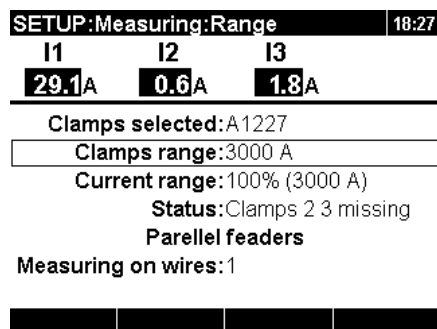 SETUP:Measuring:Range 18:27
I1 I2 I3
29.1A 0.6A 1.8A
Clamps selected:A1227
Clamps range:3000 A
Current range:100% (3000 A)
Status:Clamps 2 3 missing
Parellel feaders
Measuring on wires:1